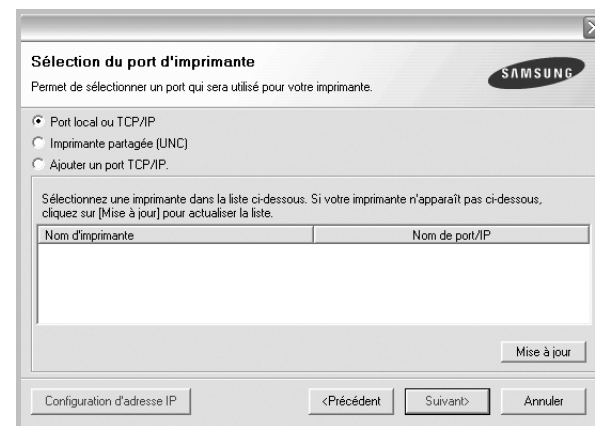 Sélection du port d'imprimante
Permet de sélectionner un port qui sera utilisé pour votre imprimante.
SAMSUNG
Port local ou TCP/IP
Imprimante partagée (UNC)
Ajouter un port TCP/IP.
Sélectionnez une imprimante dans la liste ci-dessous. Si votre imprimante n'apparaît pas ci-dessous,
cliquez sur [Mise à jour] pour actualiser la liste.
Nom d'imprimante Nom de port/IP
Mise à jour
Configuration d'adresse IP <Précédent Suivant> Annuler